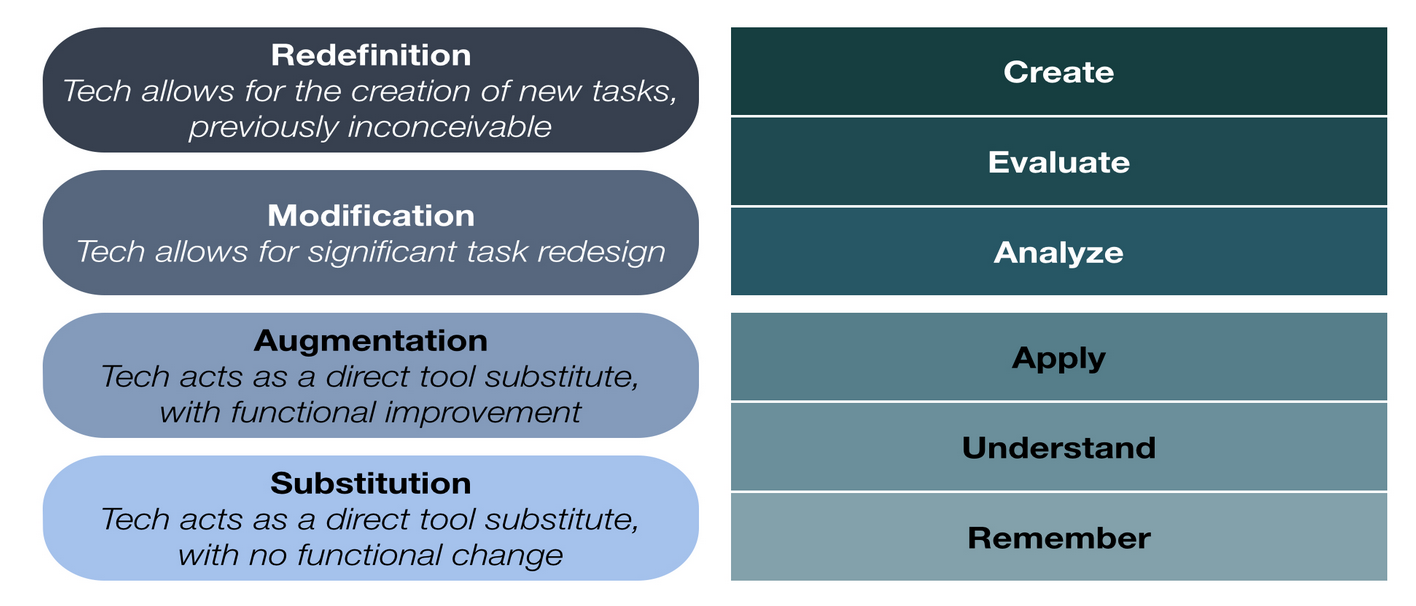 Redefinition
Tech allows for the creation of new tasks,
previously inconceivable
Modification
Tech allows for significant task redesign
Augmentation
Tech acts as a direct tool substitute,
with functional improvement
Substitution
Tech acts as a direct tool substitute,
with no functional change
Create
Evaluate
Analyze
Apply
Understand
Remember